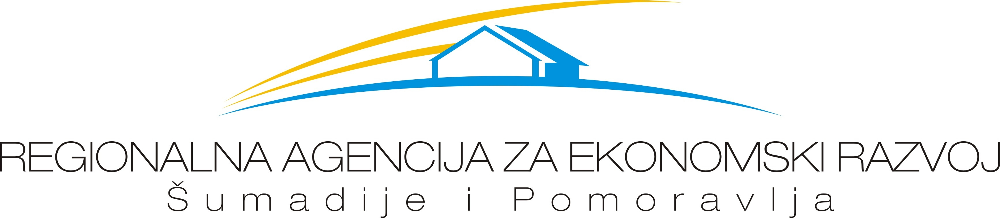 REGIONALNA AGENCIJA ZA EKONOMSKI RAZVOJ
Šumadije i Pomoravlja